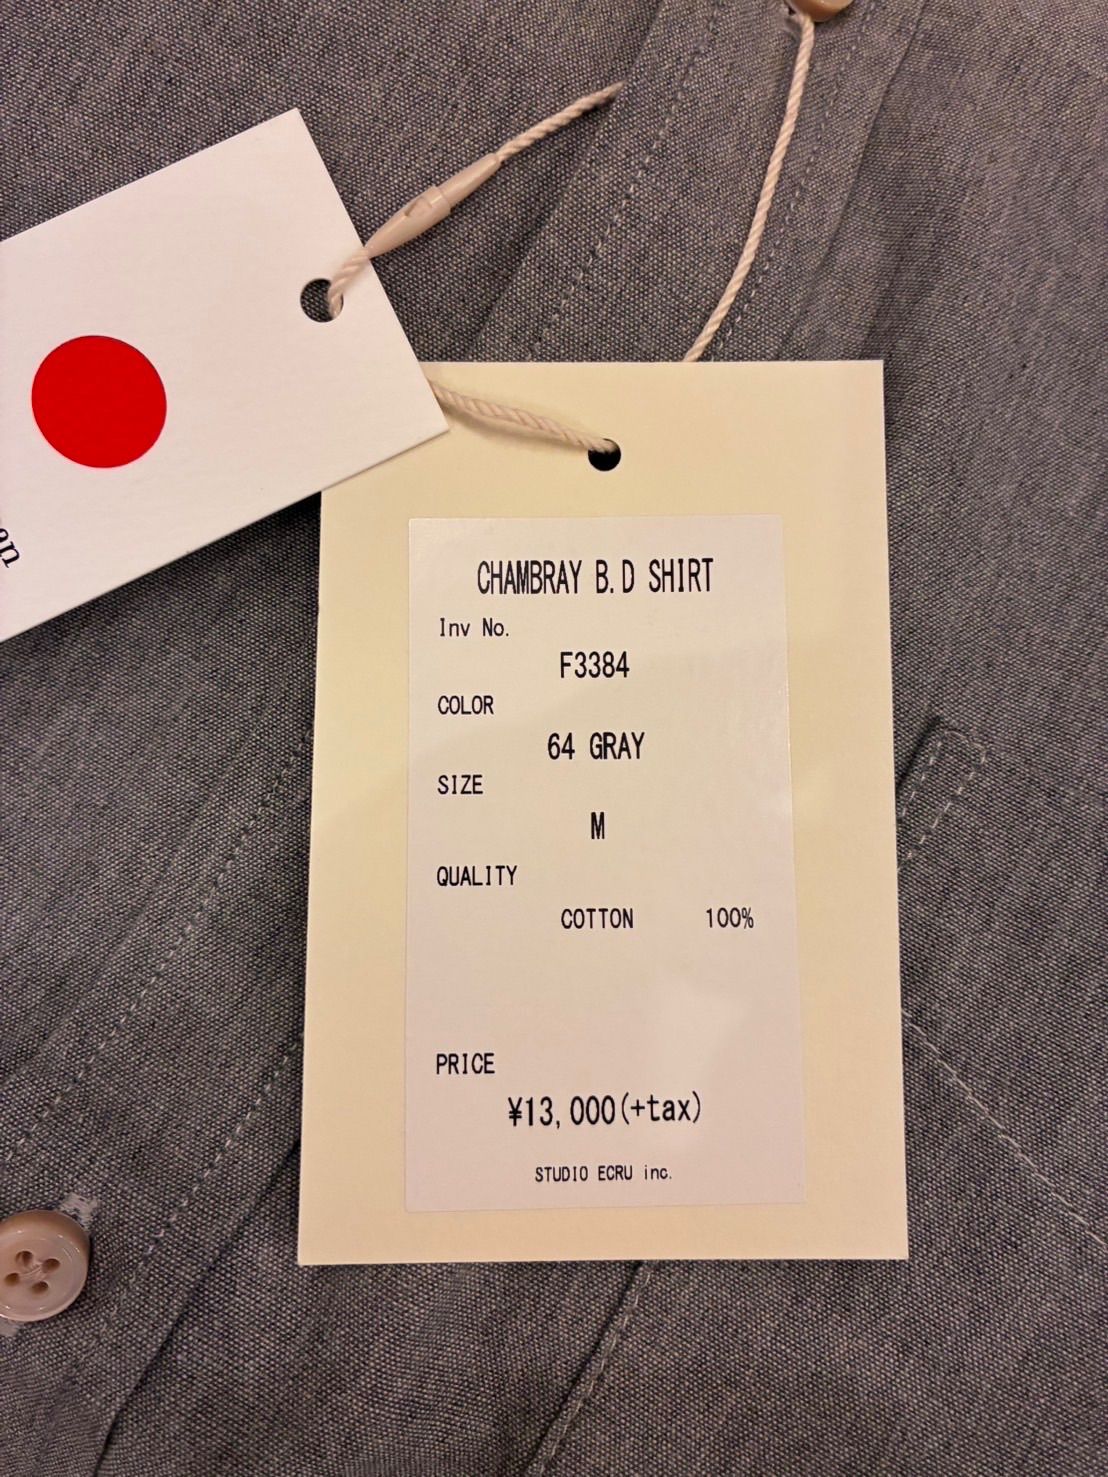 CHAMBRAY B.D SHIRT
Inv No.
F3384
COLOR
64 GRAY
SIZE
M
QUALITY
COTTON 100%
PRICE
¥13,000(+tax)
STUDIO ECRU inc.